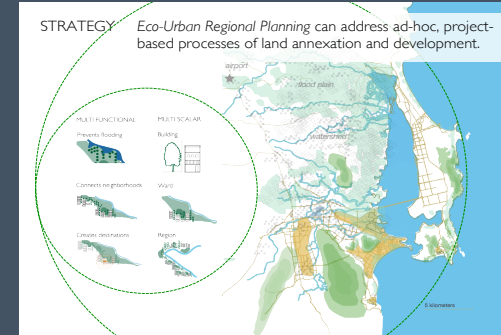 STRATEGY
Eco-Urban Regional Planning can address ad-hoc, project-
based processes of land annexation and development.
airport
flood plain
watershed
MULTI FUNCTIONAL
MULTI SCALAR
Prevents flooding
Building
Connects neighborhoods
Ward
Creates destinations
Region
5 kilometers